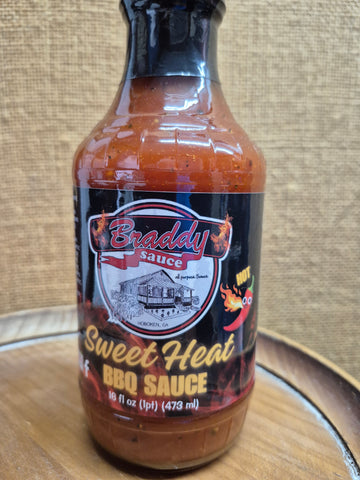 Braddy
sauce
all purpose Sauce
HOBOKEN, GA
HOT
Sweet Heat
BBQ SAUCE
16 fl oz (1pt) (473 ml)